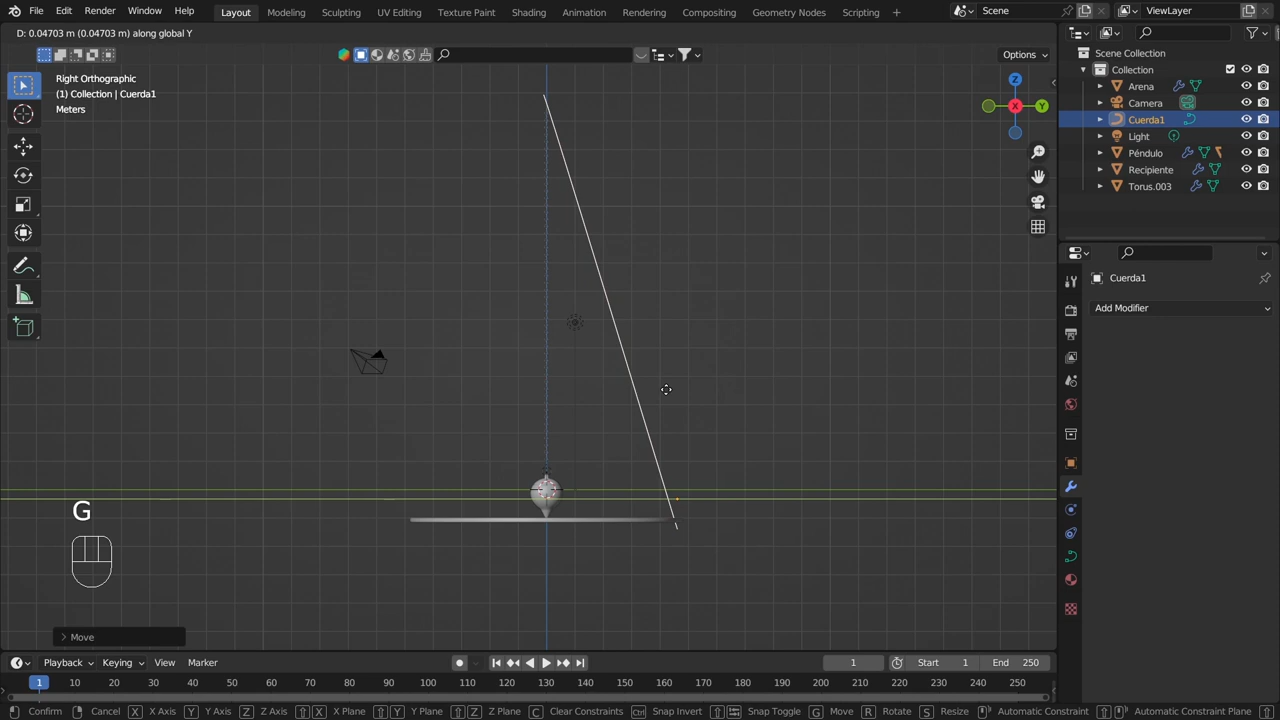 File Edit Render Window Help Layout Modeling Sculpting UV Editing Texture Paint Shading Animation Rendering Compositing Geometry Nodes Scripting + Scene ViewLayer
D: 0.04703 m (0.04703 m) along global Y
Options
Right Orthographic
(1) Collection | Cuerda1
Meters
Z
X
Y
Scene Collection
Collection
Arena
Camera
Cuerda1
Light
Péndulo
Recipiente
Torus.003
Cuerda1
Add Modifier
G
Move
Playback Keying View Marker 1 Start 1 End 250
1 10 20 30 40 50 60 70 80 90 100 110 120 130 140 150 160 170 180 190 200 210 220 230 240 250
Confirm Cancel X X Axis Y Y Axis Z Z Axis X X Plane Y Y Plane Z Z Plane C Clear Constraints Ctrl Snap Invert Snap Toggle G Move R Rotate S Resize Automatic Constraint Automatic Constraint Plane